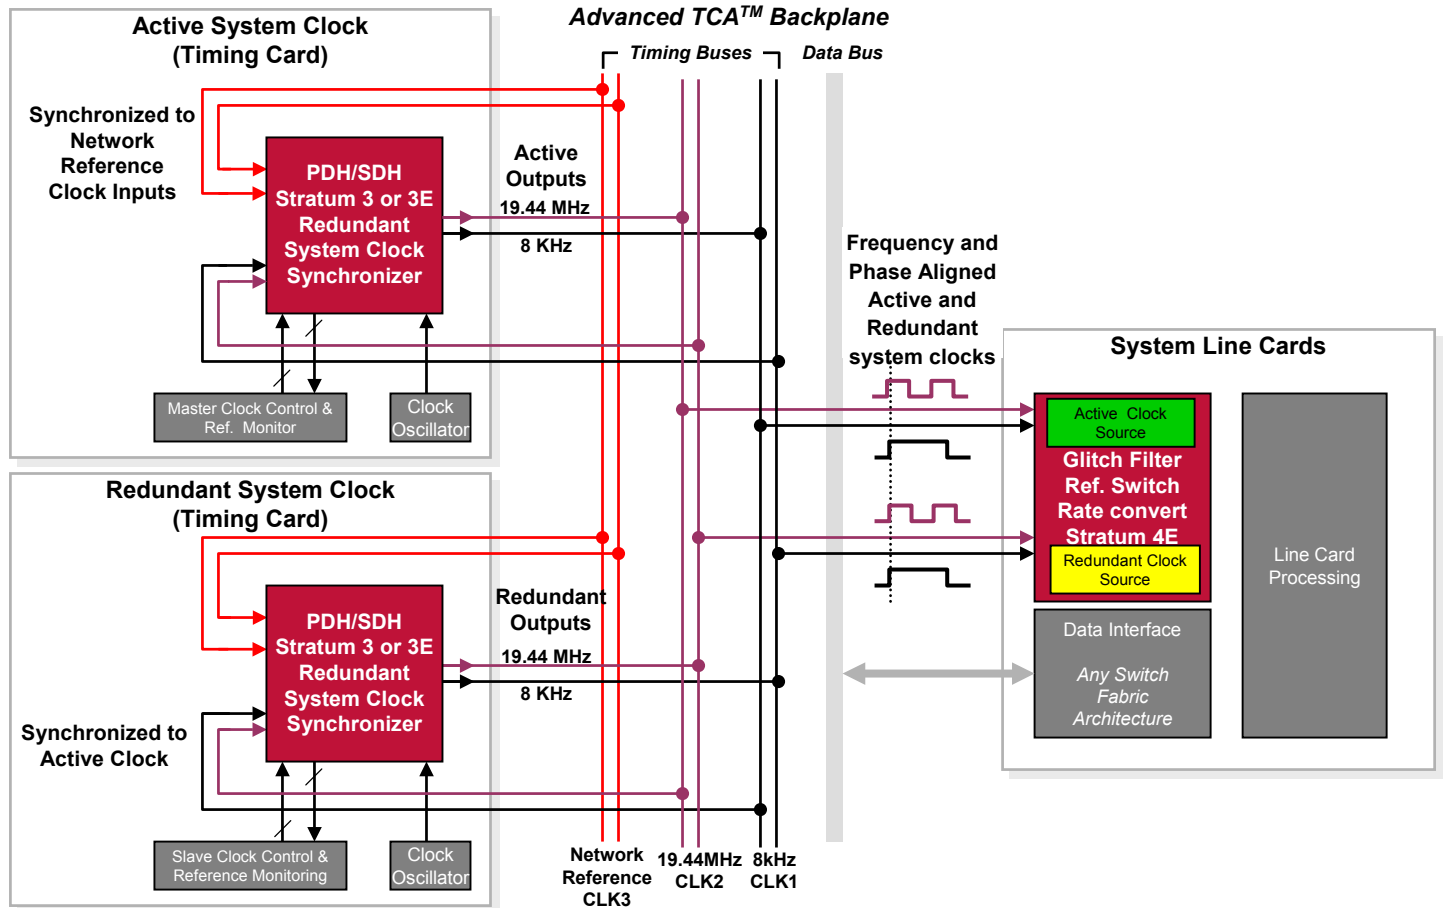 Advanced TCA™ Backplane
Timing Buses
Data Bus
Active System Clock
(Timing Card)
Synchronized to
Network
Reference
Clock Inputs
PDH/SDH
Stratum 3 or 3E
Redundant
System Clock
Synchronizer
Active
Outputs
19.44 MHz
8 KHz
Master Clock Control &
Ref. Monitor
Clock
Oscillator
Frequency and
Phase Aligned
Active and
Redundant
system clocks
System Line Cards
Active Clock
Source
Glitch Filter
Ref. Switch
Rate convert
Stratum 4E
Redundant Clock
Source
Line Card
Processing
Data Interface
Any Switch
Fabric
Architecture
Redundant System Clock
(Timing Card)
PDH/SDH
Stratum 3 or 3E
Redundant
System Clock
Synchronizer
Redundant
Outputs
19.44 MHz
8 KHz
Synchronized to
Active Clock
Slave Clock Control &
Reference Monitoring
Clock
Oscillator
Network
Reference
CLK3
19.44MHz
CLK2
8kHz
CLK1